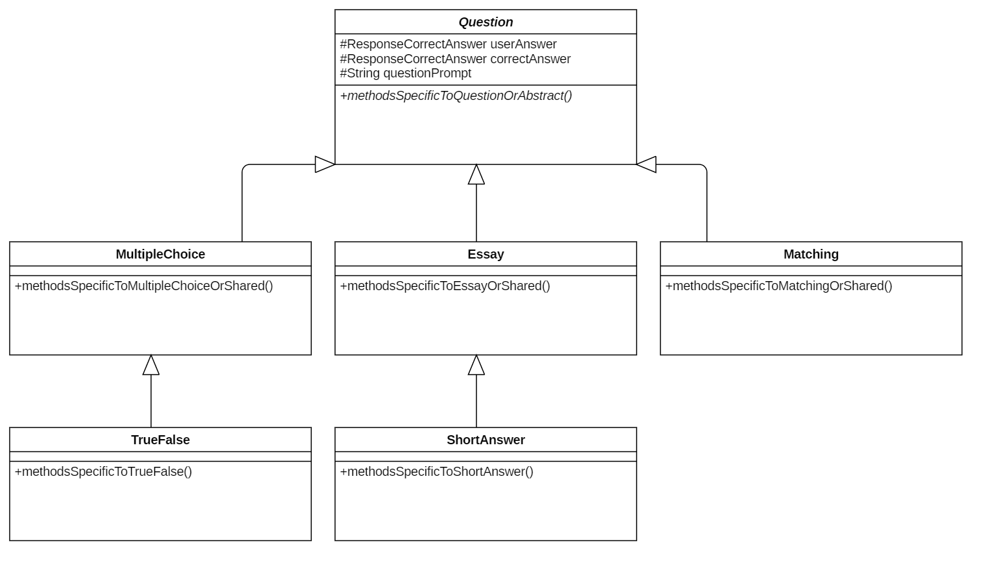 Question
#ResponseCorrectAnswer userAnswer
#ResponseCorrectAnswer correctAnswer
#String questionPrompt
+methodsSpecificToQuestionOrAbstract()
MultipleChoice
+methodsSpecificToMultipleChoiceOrShared()
Essay
+methodsSpecificToEssayOrShared()
Matching
+methodsSpecificToMatchingOrShared()
TrueFalse
+methodsSpecificToTrueFalse()
ShortAnswer
+methodsSpecificToShortAnswer()